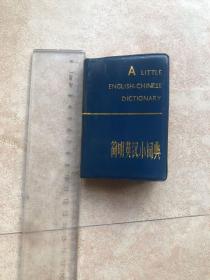 A LITTLE
ENGLISH-CHINESE
DICTIONARY
简明英汉小词典